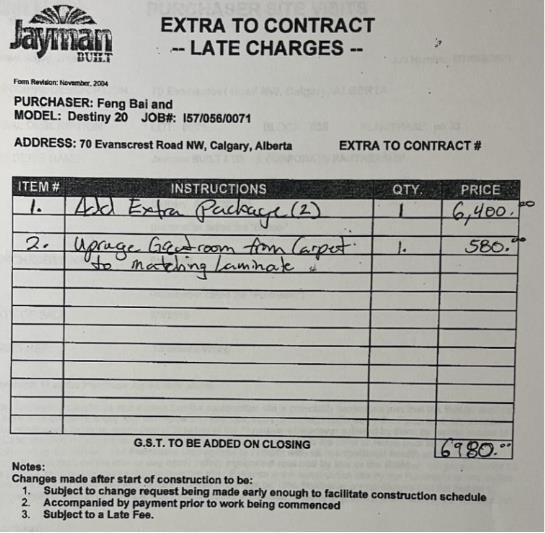 Jayman
BUILT
EXTRA TO CONTRACT
-- LATE CHARGES --
Form Revision: November, 2004
PURCHASER: Feng Bai and
MODEL: Destiny 20 JOB#: I57/056/0071
ADDRESS: 70 Evanscrest Road NW, Calgary, Alberta EXTRA TO CONTRACT #
ITEM # INSTRUCTIONS QTY. PRICE
1. Add Extra Package (2) 1 6,400.00
2. from Carpet 1. 580.00
to matching Laminate
G.S.T. TO BE ADDED ON CLOSING 6980.00
Notes:
Changes made after start of construction to be:
1. Subject to change request being made early enough to facilitate construction schedule
2. Accompanied by payment prior to work being commenced
3. Subject to a Late Fee.